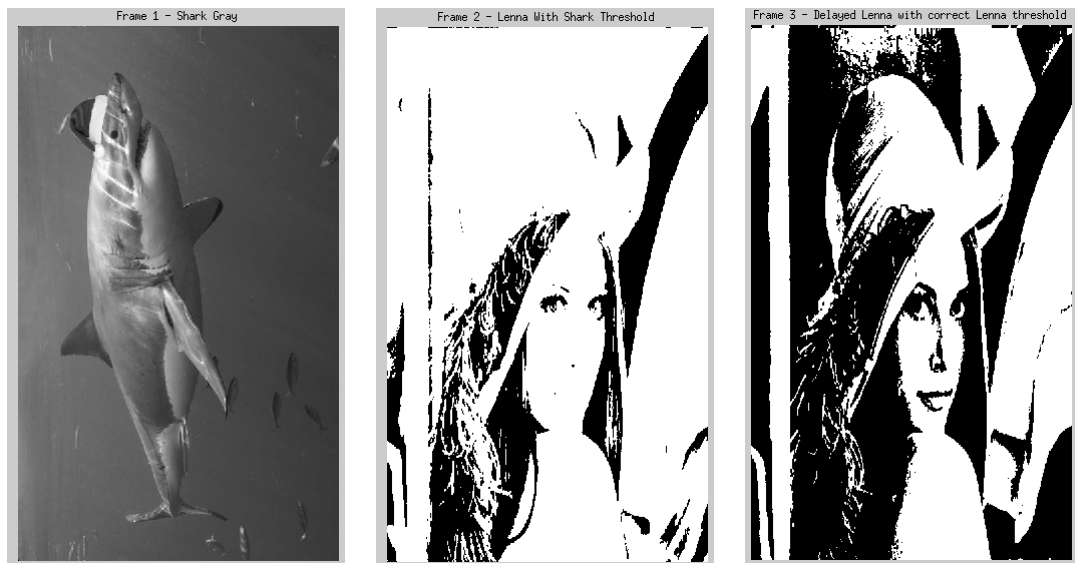 Frame 1 - Shark Gray
Frame 2 - Lenna With Shark Threshold
Frame 3 - Delayed Lenna with correct Lenna threshold